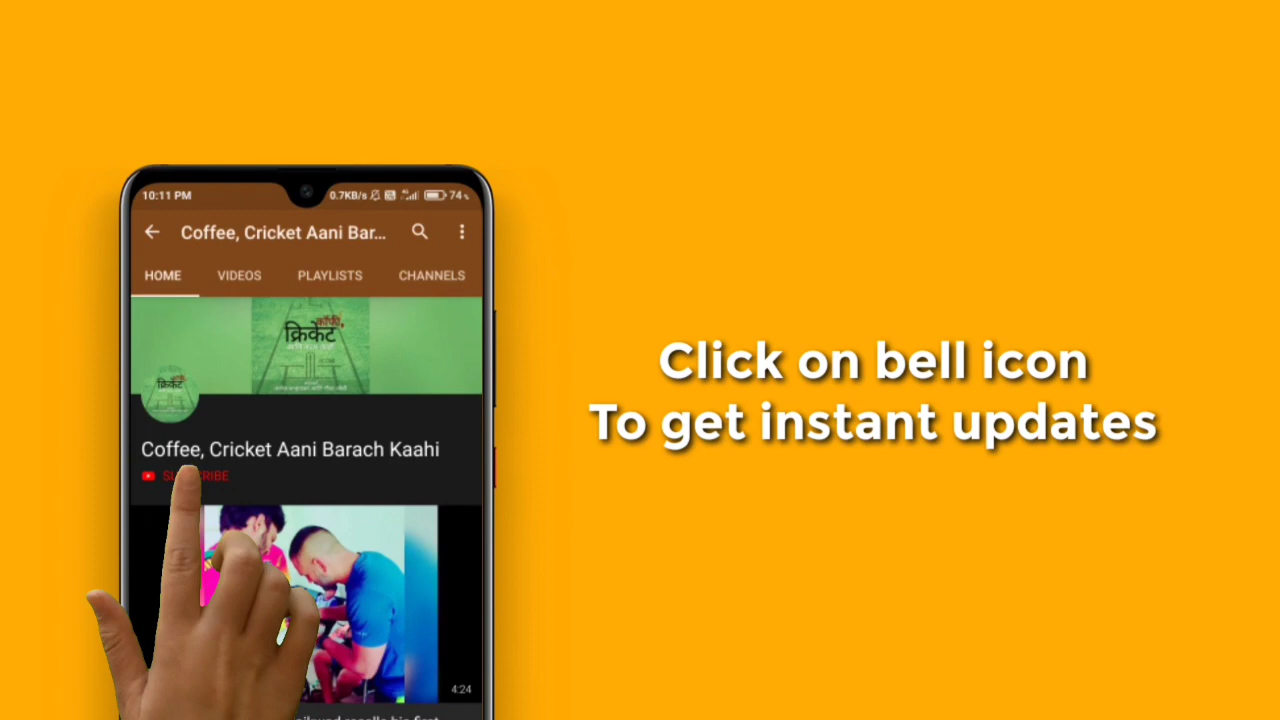 10:11 PM 0.7KB/s 74%
Coffee, Cricket Aani Bar...
HOME VIDEOS PLAYLISTS CHANNELS
कॉफी,
क्रिकेट
क्रिकेट
Coffee, Cricket Aani Barach Kaahi
4:24
Click on bell icon
To get instant updates